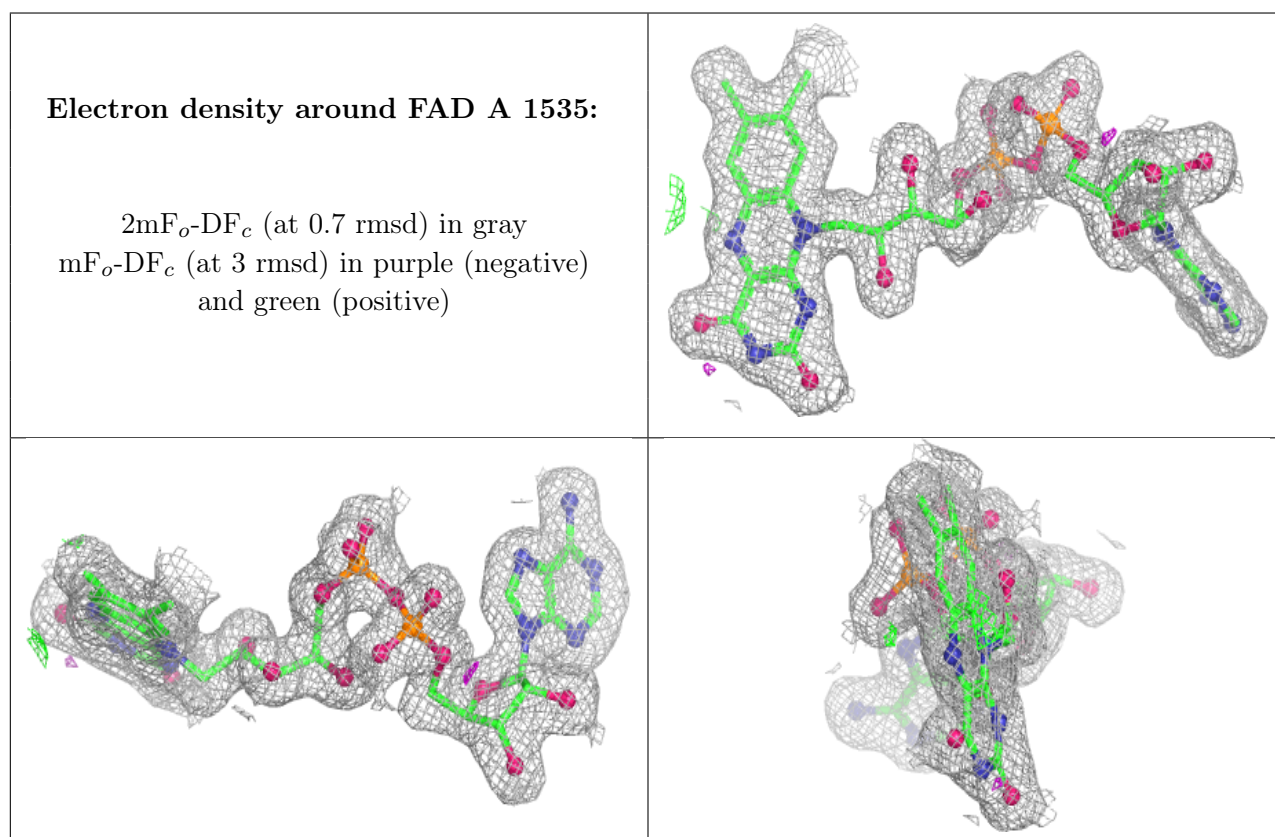 Electron density around FAD A 1535:
2mFo-DFc (at 0.7 rmsd) in gray
mFo-DFc (at 3 rmsd) in purple (negative)
and green (positive)